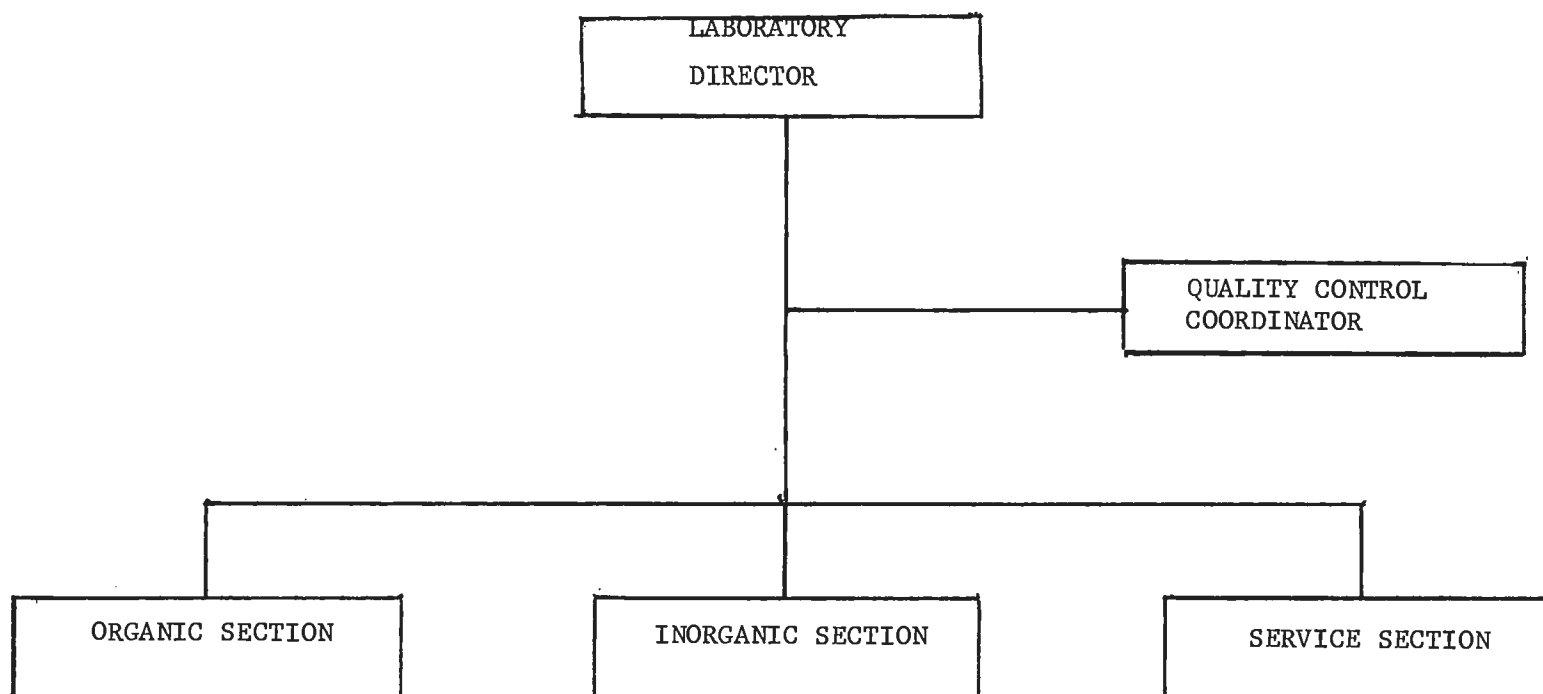 LABORATORY
DIRECTOR
QUALITY CONTROL
COORDINATOR
ORGANIC SECTION
INORGANIC SECTION
SERVICE SECTION